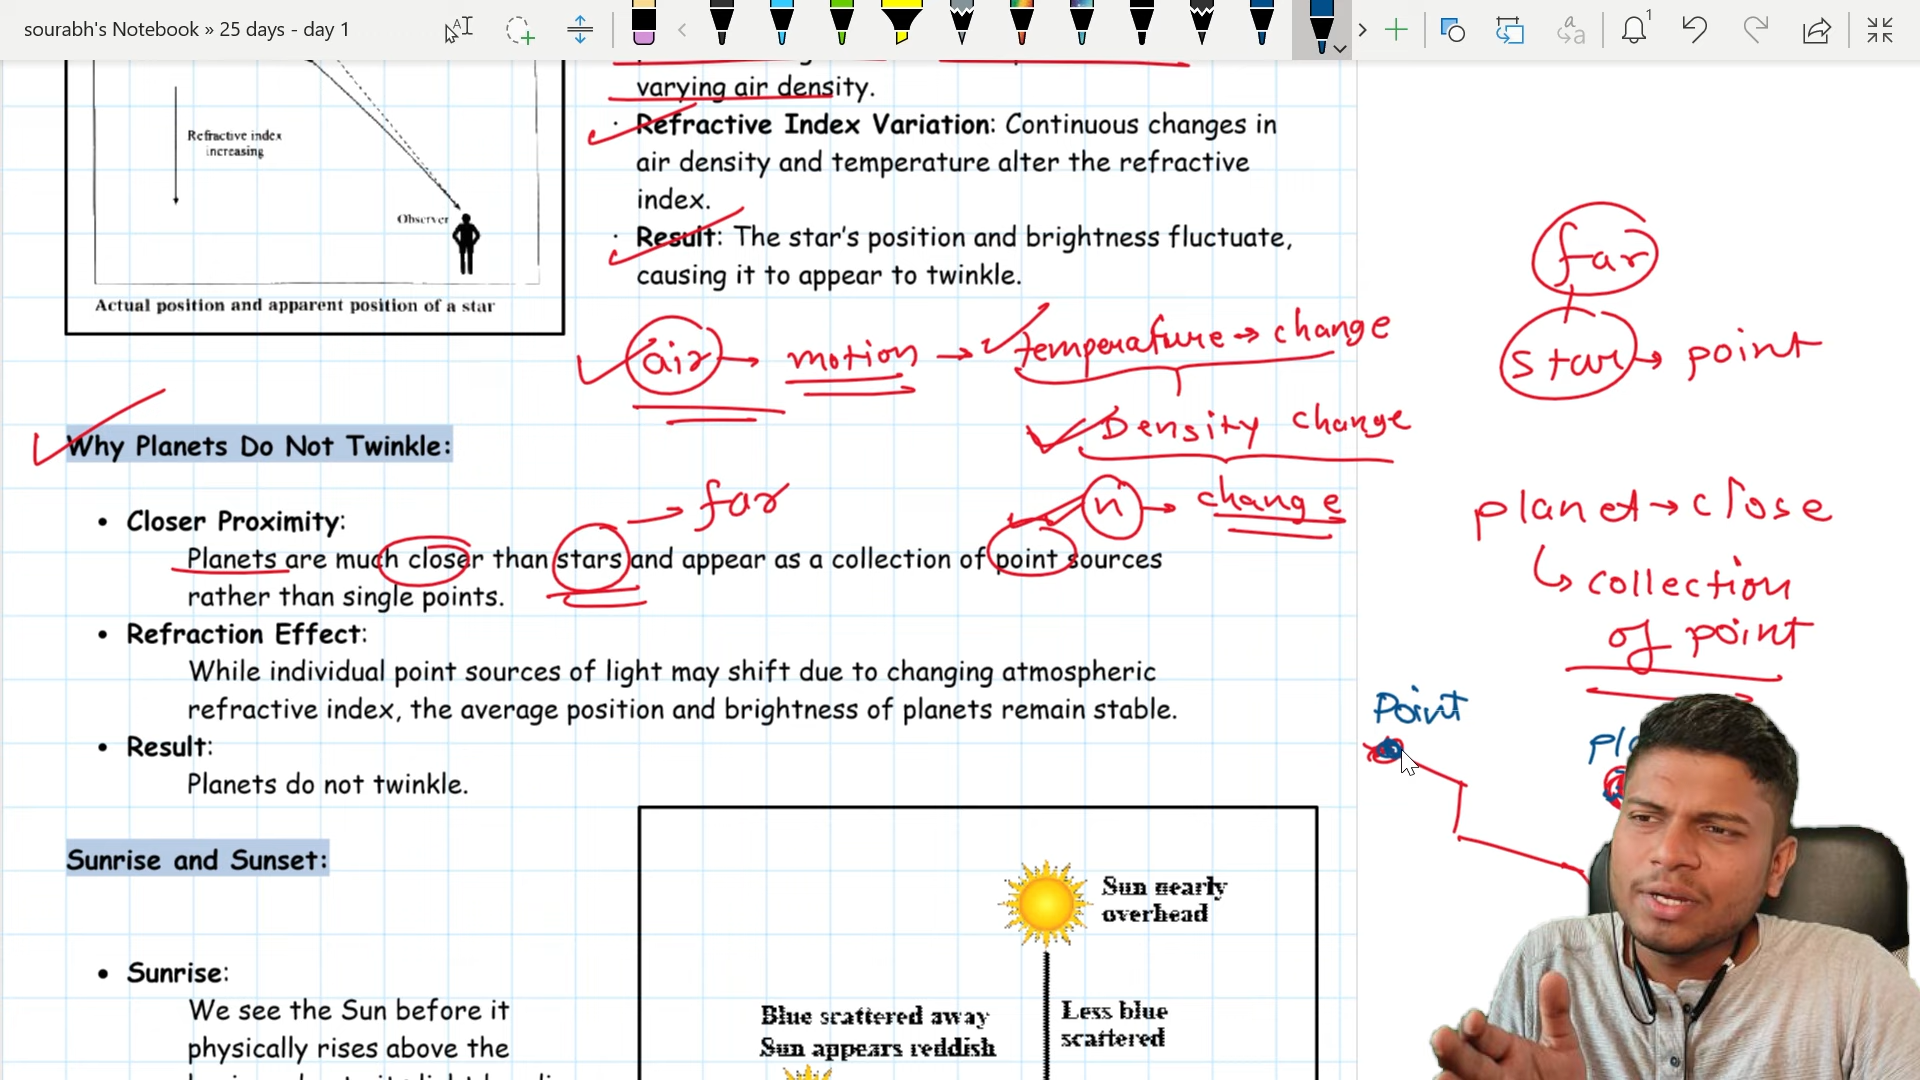 sourabh's Notebook » 25 days - day 1
AI
1
a
a
varying air density.
Refractive index
increasing
Observer
Actual position and apparent position of a star
· Refractive Index Variation: Continuous changes in
air density and temperature alter the refractive
index.
· Result: The star's position and brightness fluctuate,
causing it to appear to twinkle.
air → motion → temperature → change
Density change
n → change
far
star → point
Why Planets Do Not Twinkle:
→ far
• Closer Proximity:
Planets are much closer than stars and appear as a collection of point sources
rather than single points.
• Refraction Effect:
While individual point sources of light may shift due to changing atmospheric
refractive index, the average position and brightness of planets remain stable.
• Result:
Planets do not twinkle.
planet → close
↳ collection
of point
Point
Sunrise and Sunset:
• Sunrise:
We see the Sun before it
physically rises above the
Sun nearly
overhead
Blue scattered away
Sun appears reddish
Less blue
scattered